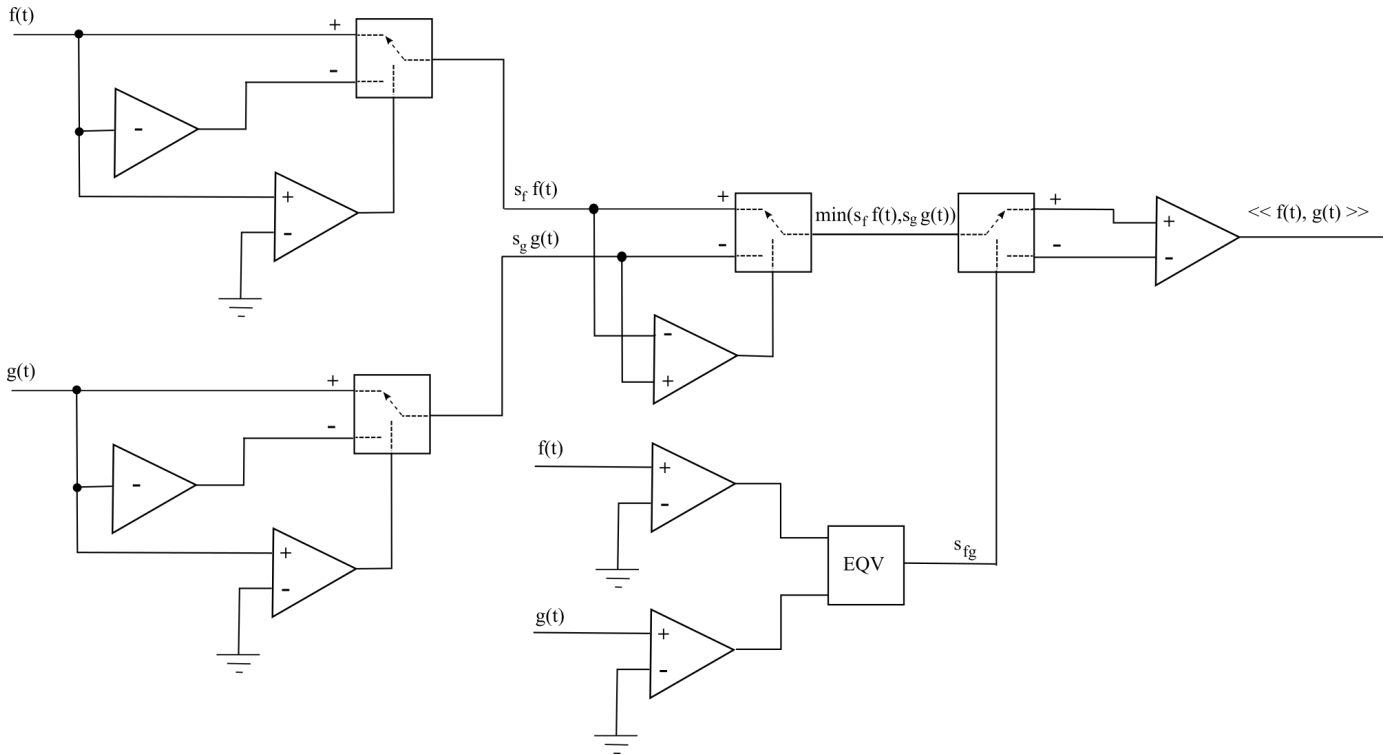 f(t)
+
-
-
+
-
s_f f(t)
+
min(s_f f(t),s_g g(t))
+
<< f(t), g(t) >>
+
-
s_g g(t)
-
-
-
+
g(t)
+
-
-
+
-
f(t)
+
-
EQV
s_fg
g(t)
+
-